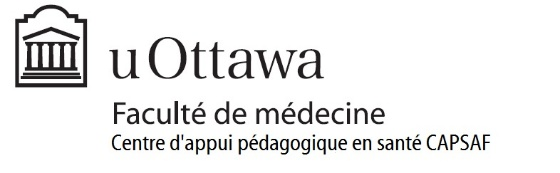 uOttawa
Faculté de médecine
Centre d'appui pédagogique en santé CAPSAF